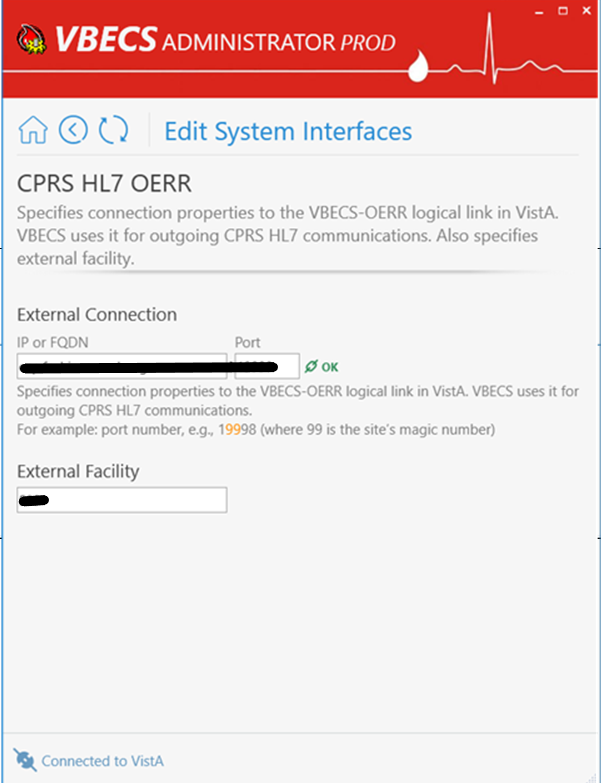 VBECS ADMINISTRATOR PROD
Edit System Interfaces
CPRS HL7 OERR
Specifies connection properties to the VBECS-OERR logical link in VistA.
VBECS uses it for outgoing CPRS HL7 communications. Also specifies
external facility.
External Connection
IP or FQDN Port
OK
Specifies connection properties to the VBECS-OERR logical link in VistA. VBECS uses it for
outgoing CPRS HL7 communications.
For example: port number, e.g., 19998 (where 99 is the site's magic number)
External Facility
Connected to VistA